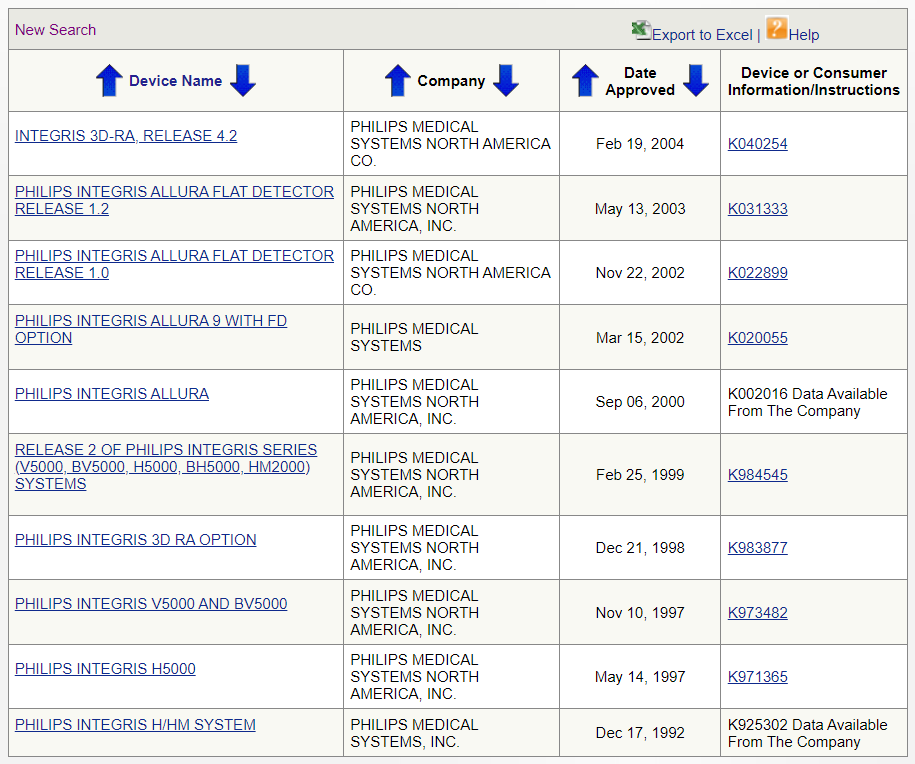 New Search
Export to Excel | Help
Device Name
Company
Date
Approved
Device or Consumer
Information/Instructions
INTEGRIS 3D-RA, RELEASE 4.2
PHILIPS MEDICAL
SYSTEMS NORTH AMERICA
CO.
Feb 19, 2004
K040254
PHILIPS INTEGRIS ALLURA FLAT DETECTOR
RELEASE 1.2
PHILIPS MEDICAL
SYSTEMS NORTH
AMERICA, INC.
May 13, 2003
K031333
PHILIPS INTEGRIS ALLURA FLAT DETECTOR
RELEASE 1.0
PHILIPS MEDICAL
SYSTEMS NORTH AMERICA
CO.
Nov 22, 2002
K022899
PHILIPS INTEGRIS ALLURA 9 WITH FD
OPTION
PHILIPS MEDICAL
SYSTEMS
Mar 15, 2002
K020055
PHILIPS INTEGRIS ALLURA
PHILIPS MEDICAL
SYSTEMS NORTH
AMERICA, INC.
Sep 06, 2000
K002016 Data Available
From The Company
RELEASE 2 OF PHILIPS INTEGRIS SERIES
(V5000, BV5000, H5000, BH5000, HM2000)
SYSTEMS
PHILIPS MEDICAL
SYSTEMS NORTH
AMERICA, INC.
Feb 25, 1999
K984545
PHILIPS INTEGRIS 3D RA OPTION
PHILIPS MEDICAL
SYSTEMS NORTH
AMERICA, INC.
Dec 21, 1998
K983877
PHILIPS INTEGRIS V5000 AND BV5000
PHILIPS MEDICAL
SYSTEMS NORTH
AMERICA, INC.
Nov 10, 1997
K973482
PHILIPS INTEGRIS H5000
PHILIPS MEDICAL
SYSTEMS NORTH
AMERICA, INC.
May 14, 1997
K971365
PHILIPS INTEGRIS H/HM SYSTEM
PHILIPS MEDICAL
SYSTEMS, INC.
Dec 17, 1992
K925302 Data Available
From The Company